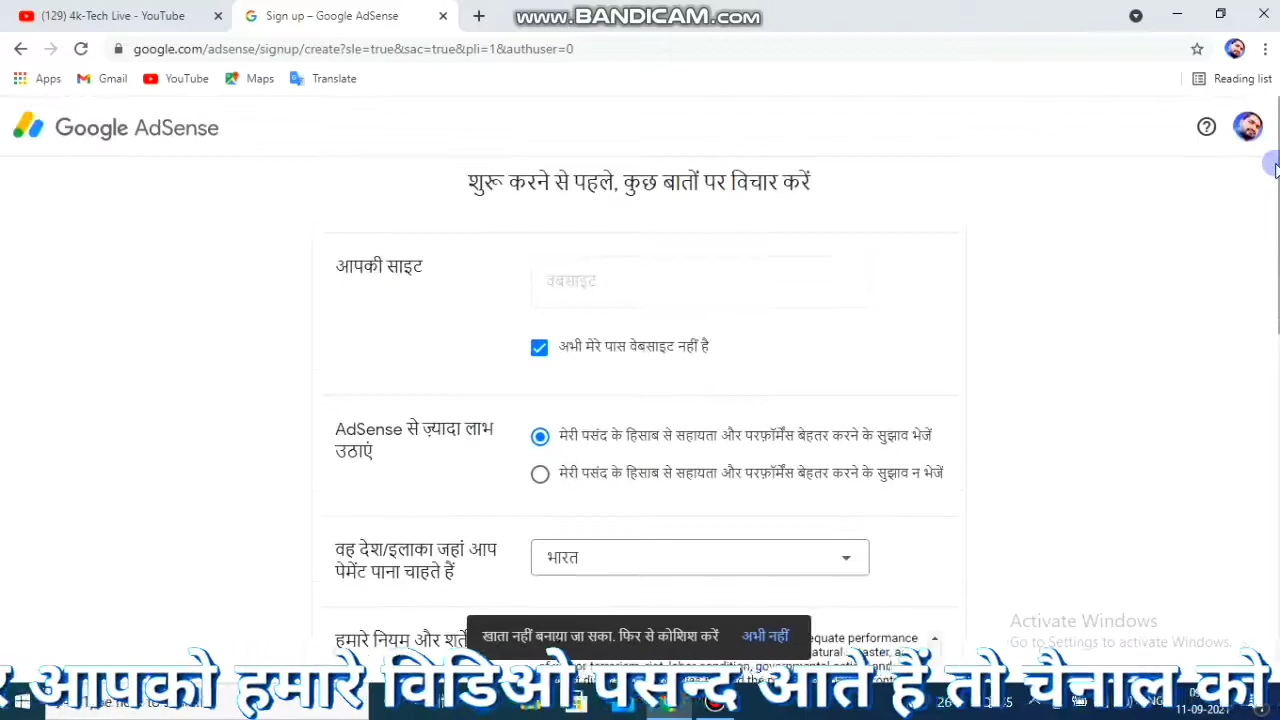 (129) 4k-Tech Live - YouTube
Sign up – Google AdSense
www.BANDICAM.com
google.com/adsense/signup/create?sle=true&sac=true&pli=1&authuser=0
Apps
Gmail
YouTube
Maps
Translate
Reading list
Google AdSense
शुरू करने से पहले, कुछ बातों पर विचार करें
आपकी साइट
वेबसाइट
अभी मेरे पास वेबसाइट नहीं है
AdSense से ज़्यादा लाभ
उठाएं
मेरी पसंद के हिसाब से सहायता और परफ़ॉर्मेंस बेहतर करने के सुझाव भेजें
मेरी पसंद के हिसाब से सहायता और परफ़ॉर्मेंस बेहतर करने के सुझाव न भेजें
वह देश/इलाका जहां आप
पेमेंट पाना चाहते हैं
भारत
हमारे नियम और शर्तें
खाता नहीं बनाया जा सका. फिर से कोशिश करें
अभी नहीं
equate performance
Activate Windows
Go to Settings to activate Windows.
र आपको हमारे विडिओ पसन्द आते हैं तो चैनाल को
11-09-2021